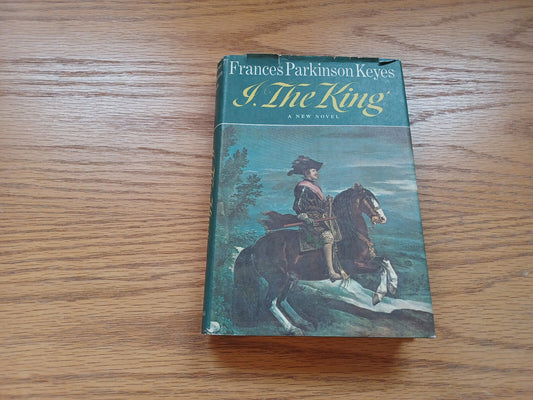 Frances Parkinson Keyes
I, The King
A NEW NOVEL